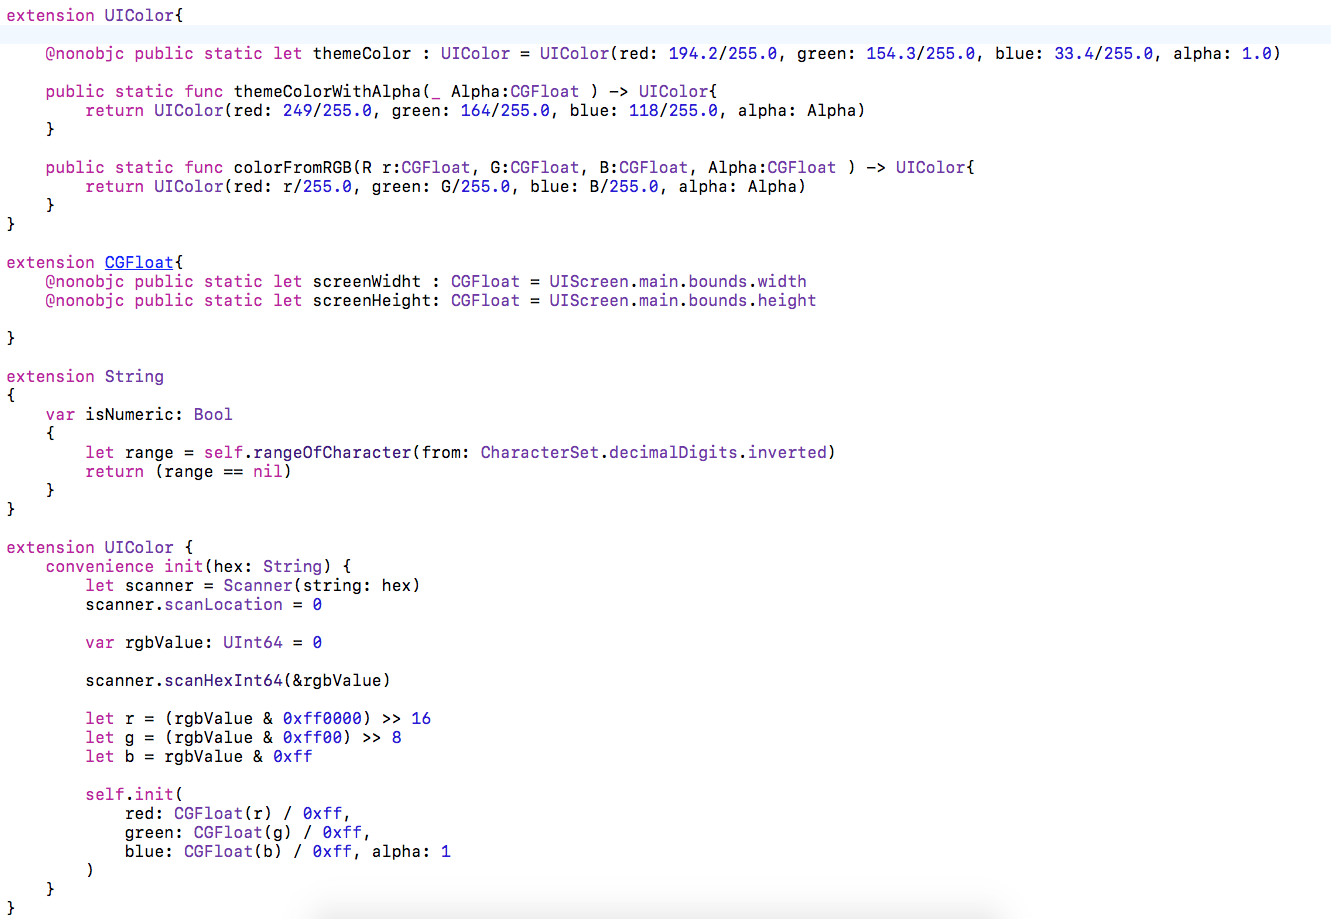 extension UIColor{
    @nonobjc public static let themeColor : UIColor = UIColor(red: 194.2/255.0, green: 154.3/255.0, blue: 33.4/255.0, alpha: 1.0)
    public static func themeColorWithAlpha(_ Alpha:CGFloat ) -> UIColor{
        return UIColor(red: 249/255.0, green: 164/255.0, blue: 118/255.0, alpha: Alpha)
    }
    public static func colorFromRGB(R r:CGFloat, G:CGFloat, B:CGFloat, Alpha:CGFloat ) -> UIColor{
        return UIColor(red: r/255.0, green: G/255.0, blue: B/255.0, alpha: Alpha)
    }
}
extension CGFloat{
    @nonobjc public static let screenWidht : CGFloat = UIScreen.main.bounds.width
    @nonobjc public static let screenHeight: CGFloat = UIScreen.main.bounds.height
}
extension String
{
    var isNumeric: Bool
    {
        let range = self.rangeOfCharacter(from: CharacterSet.decimalDigits.inverted)
        return (range == nil)
    }
}
extension UIColor {
    convenience init(hex: String) {
        let scanner = Scanner(string: hex)
        scanner.scanLocation = 0
        var rgbValue: UInt64 = 0
        scanner.scanHexInt64(&rgbValue)
        let r = (rgbValue & 0xff0000) >> 16
        let g = (rgbValue & 0xff00) >> 8
        let b = rgbValue & 0xff
        self.init(
            red: CGFloat(r) / 0xff,
            green: CGFloat(g) / 0xff,
            blue: CGFloat(b) / 0xff, alpha: 1
        )
    }
}